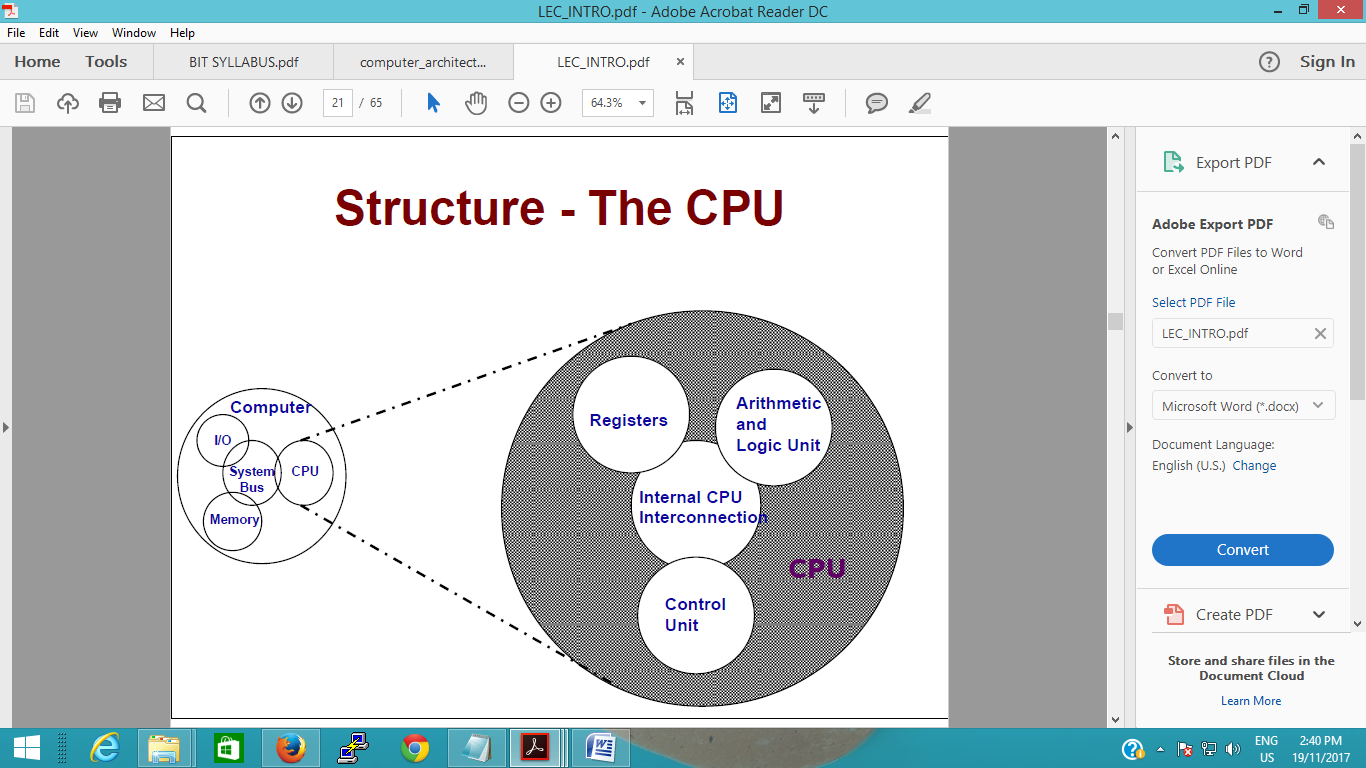 LEC_INTRO.pdf - Adobe Acrobat Reader DC
File Edit View Window Help
Home Tools BIT SYLLABUS.pdf computer_architect... LEC_INTRO.pdf × ? Sign In
21 / 65 64.3%
Structure - The CPU
Computer
I/O
System
Bus
CPU
Memory
Registers
Arithmetic
and
Logic Unit
Internal CPU
Interconnection
Control
Unit
CPU
Export PDF
Adobe Export PDF
Convert PDF Files to Word
or Excel Online
Select PDF File
LEC_INTRO.pdf
Convert to
Microsoft Word (*.docx)
Document Language:
English (U.S.) Change
Convert
Create PDF
Store and share files in the
Document Cloud
Learn More
ENG
US
2:40 PM
19/11/2017